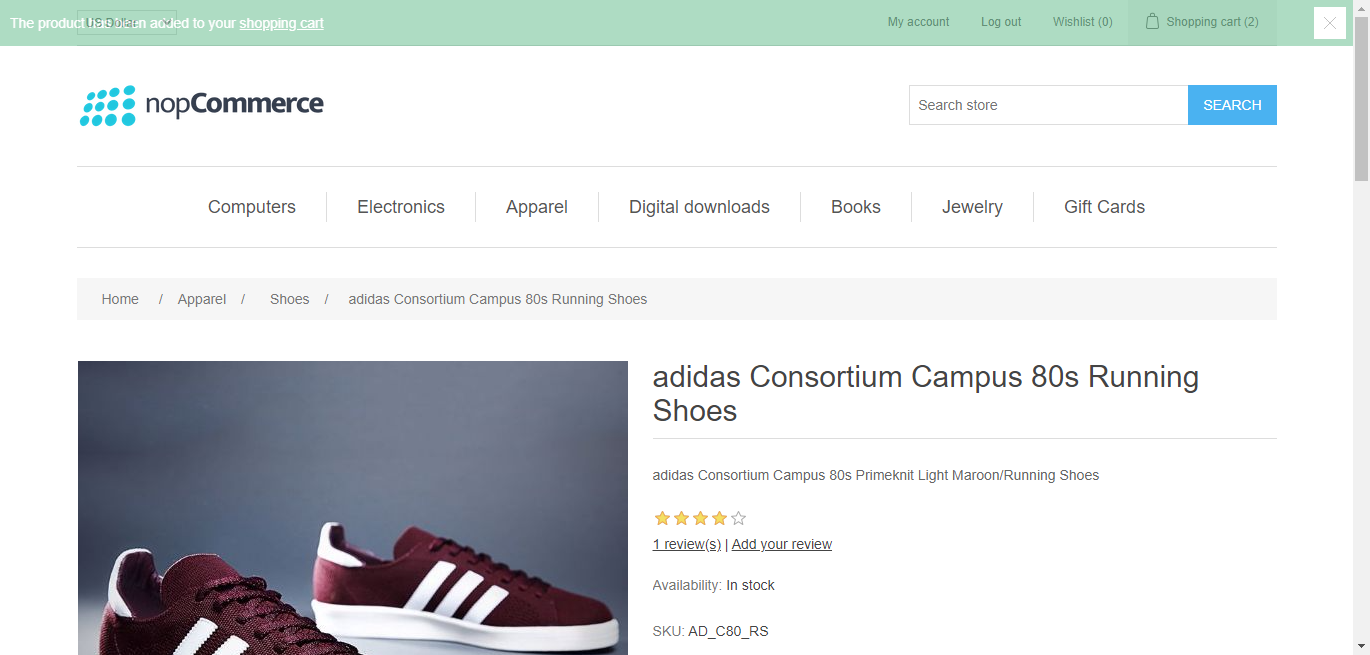 The product has been added to your shopping cart
My account
Log out
Wishlist (0)
Shopping cart (2)
nopCommerce
Search store
SEARCH
Computers
Electronics
Apparel
Digital downloads
Books
Jewelry
Gift Cards
Home / Apparel / Shoes / adidas Consortium Campus 80s Running Shoes
adidas Consortium Campus 80s Running
Shoes
adidas Consortium Campus 80s Primeknit Light Maroon/Running Shoes
1 review(s) | Add your review
Availability: In stock
SKU: AD_C80_RS